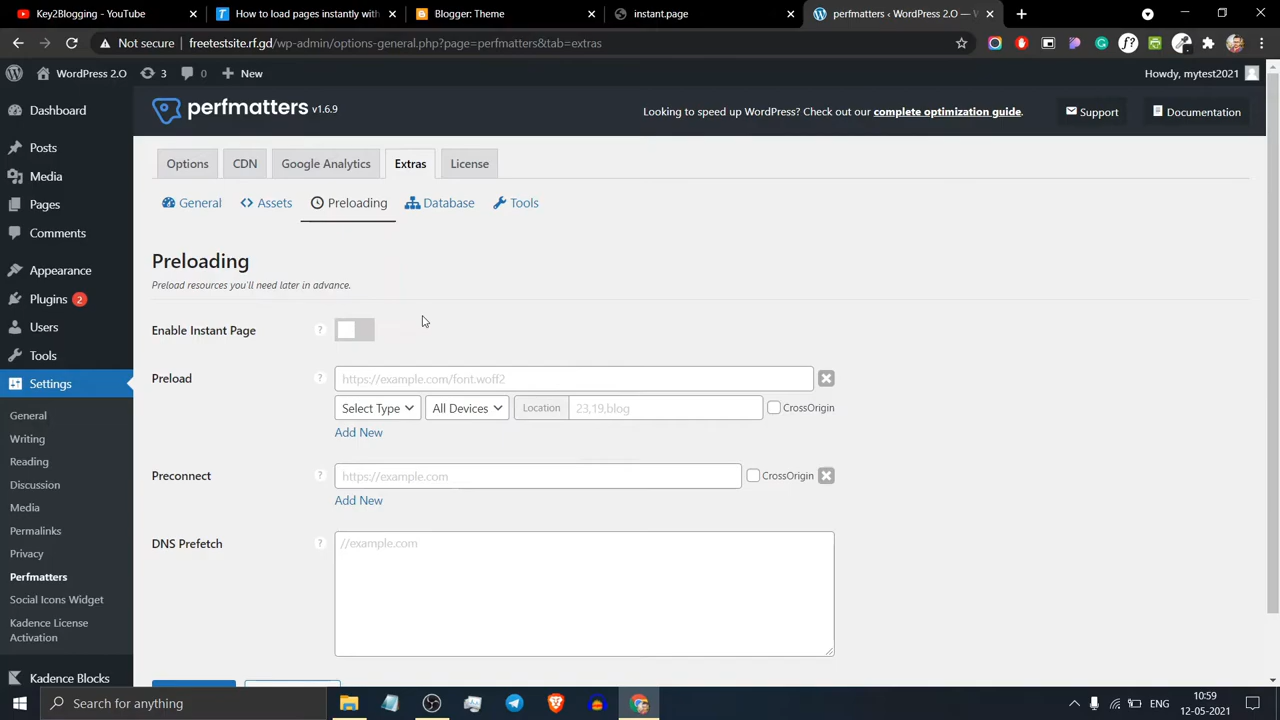 Key2Blogging - YouTube
How to load pages instantly with
Blogger: Theme
instant.page
perfmatters ‹ WordPress 2.O —
Not secure
freetestsite.rf.gd/wp-admin/options-general.php?page=perfmatters&tab=extras
WordPress 2.O
3
0
New
Howdy, mytest2021
Dashboard
Posts
Media
Pages
Comments
Appearance
Plugins 2
Users
Tools
Settings
General
Writing
Reading
Discussion
Media
Permalinks
Privacy
Perfmatters
Social Icons Widget
Kadence License
Activation
Kadence Blocks
perfmatters v1.6.9
Looking to speed up WordPress? Check out our complete optimization guide.
Support
Documentation
Options
CDN
Google Analytics
Extras
License
General
Assets
Preloading
Database
Tools
Preloading
Preload resources you'll need later in advance.
Enable Instant Page
?
Preload
?
https://example.com/font.woff2
Select Type
All Devices
Location
23,19,blog
CrossOrigin
Add New
Preconnect
?
https://example.com
CrossOrigin
Add New
DNS Prefetch
?
//example.com
Search for anything
ENG
10:59
12-05-2021